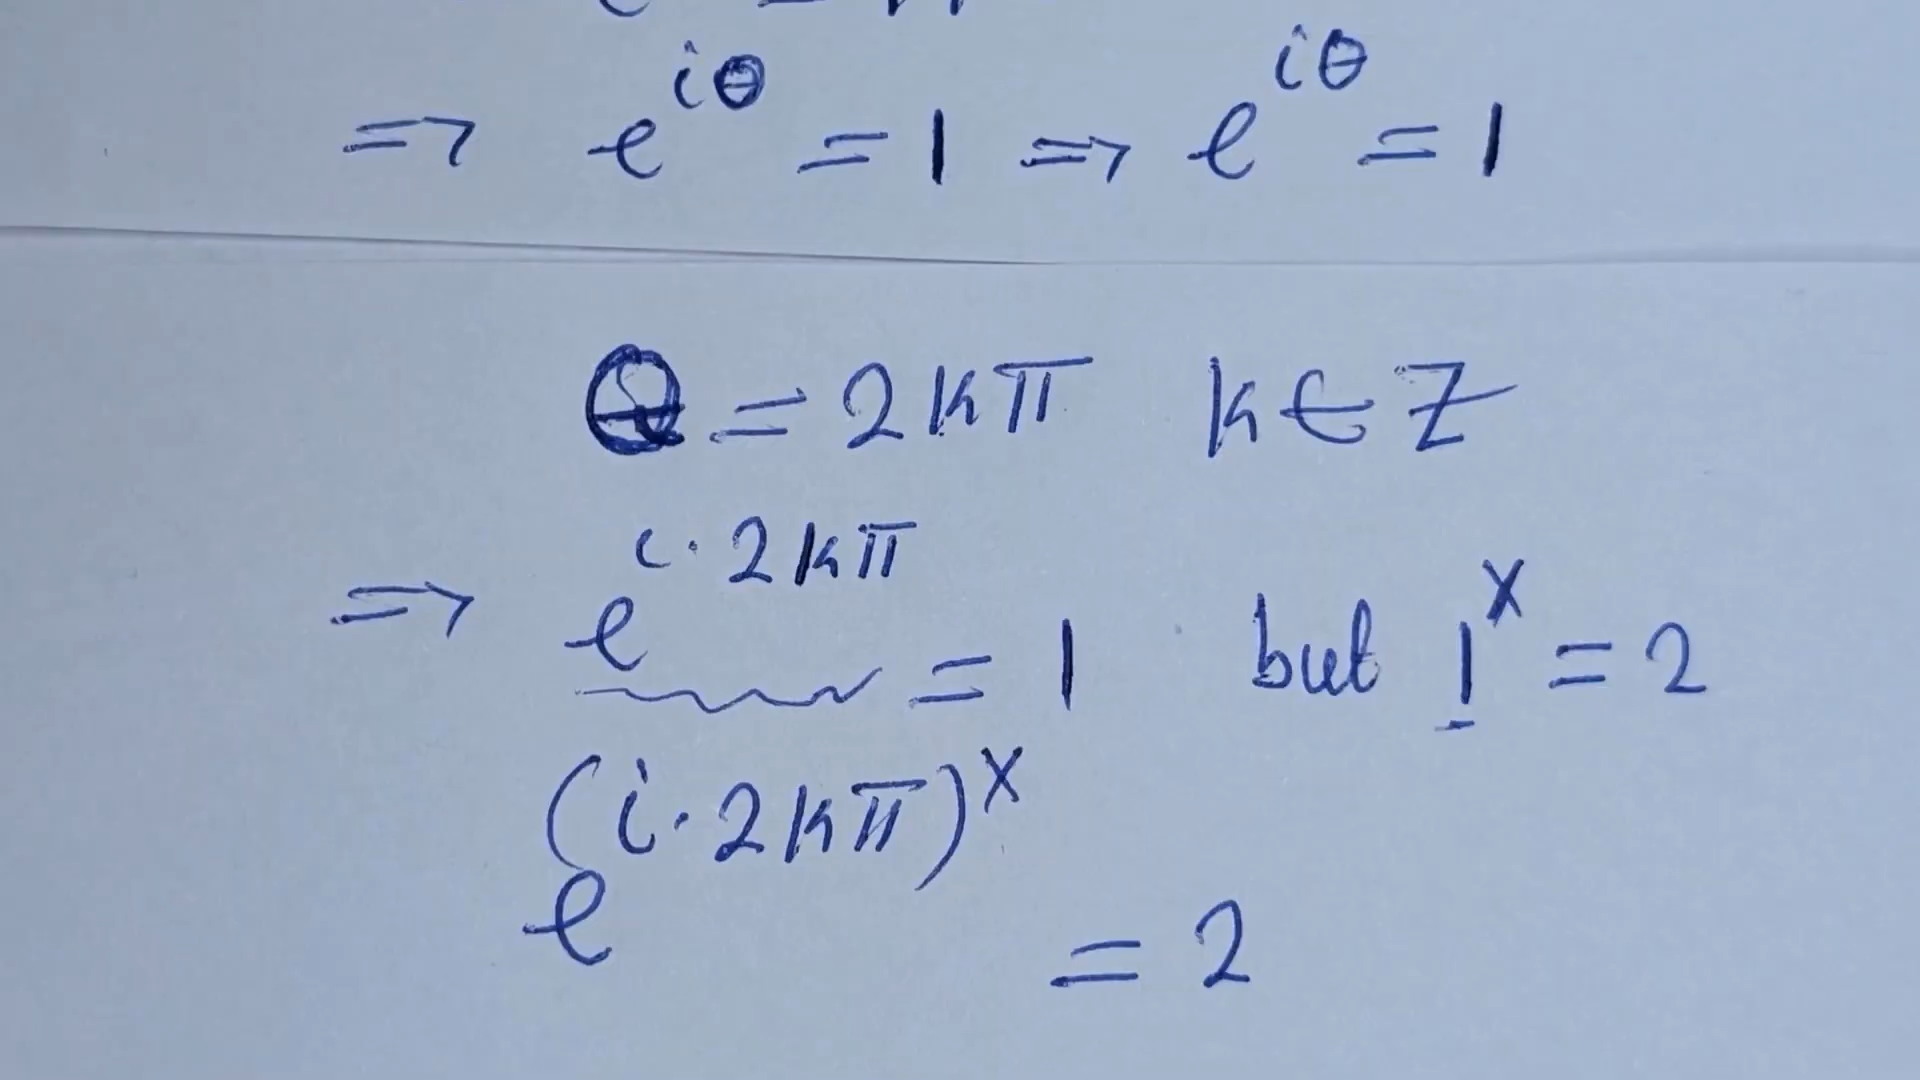 => e^{iθ} = 1 => e^{iθ} = 1
θ = 2kπ k ∈ Z
=> e^{i·2kπ} = 1 but 1^x = 2
e^{(i·2kπ)^x} = 2